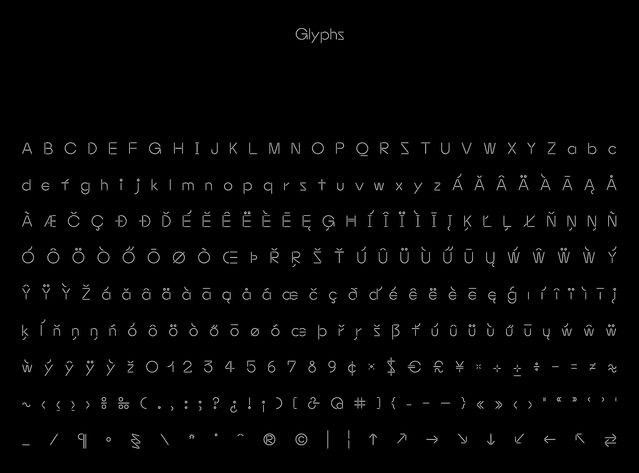 Glyphs
A B C D E F G H I J K L M N O P Q R S T U V W X Y Z a b c
d e f g h i j k l m n o p q r s t u v w x y z Á Ă Â Ä À Ā Ą Å
Æ Č Ç Ð Đ Ď É Ě Ê Ë È Ē Ę Í Î Ï Ì Ī Į Ķ Ł Ļ Ň Ņ
Ó Ô Ö Ò Ő Ō Ø Œ Þ Ř Ŗ Š Ť Ú Û Ü Ù Ű Ū Ų Ẃ Ŵ Ẅ Ẁ Ý
Ŷ Ÿ Ỳ Ž á ă â ä à ā ą å æ č ç ð ď é ě ê ë è ē ę ı í î ï ì ī
ķ ň ņ ó ô ö ò ő ō ø œ þ ř ŗ š ß ť ú û ü ù ű ū ų ẃ ŵ ẅ
ẁ ý ŷ ÿ ỳ ž 0 1 2 3 4 5 6 7 8 9 ¢ $ € £ ¥ + ± ÷ - = ≠ ≈
~ ‹ › ( . , : ; ? ¿ ! ¡ ) [ & @ # ] { - – — } « » ‹ ›
_ / ¶ § \ ® © | ¦ ↑ ↗ → ↘ ↓ ↙ ← ↖